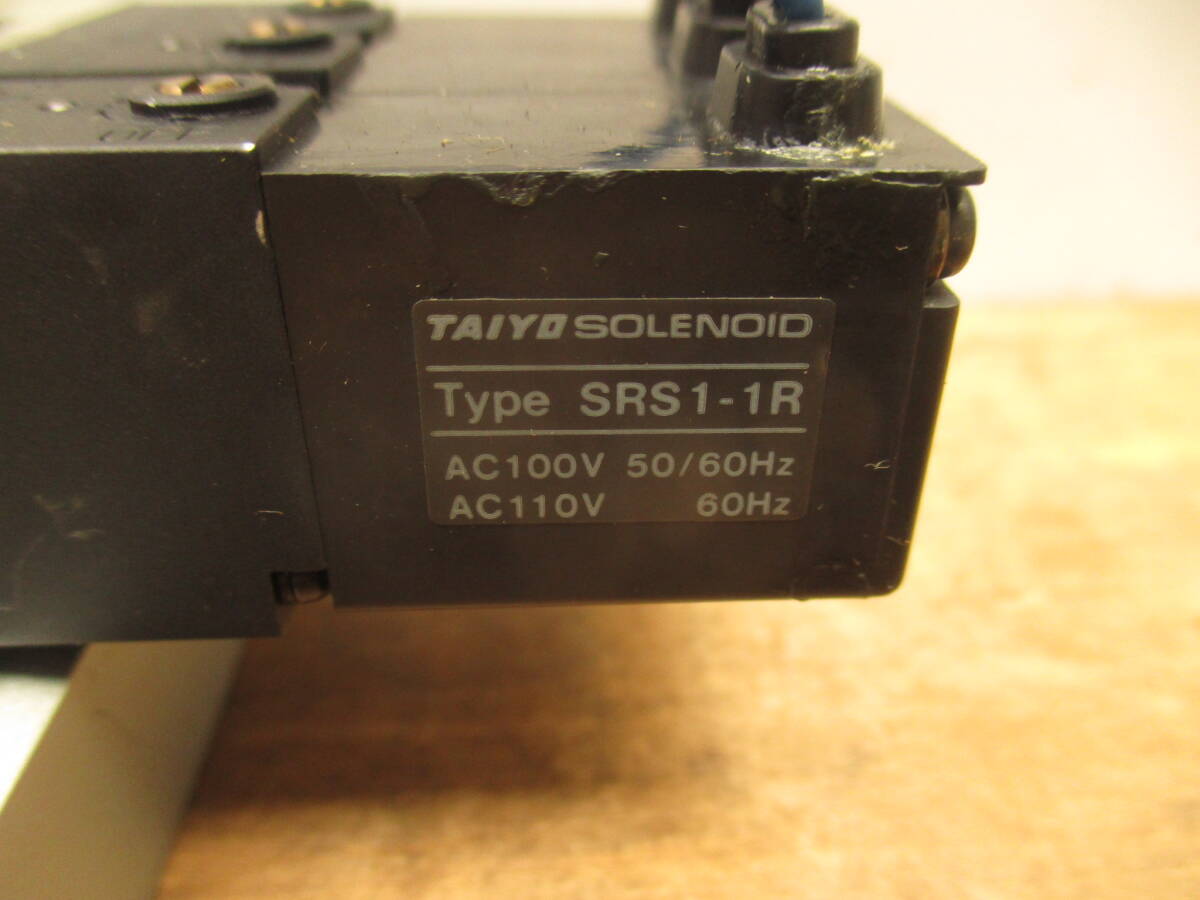 TAIYO SOLENOID
Type SRS1-1R
AC100V 50/60Hz
AC110V 60Hz